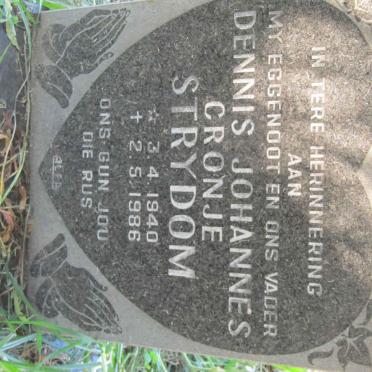 IN TERE HERINNERING
AAN
MY EGGENOOT EN ONS VADER
DENNIS JOHANNES
CRONJE
STRYDOM
☆ 3.4.1940
✝ 2.5.1986
ONS GUN JOU
DIE RUS